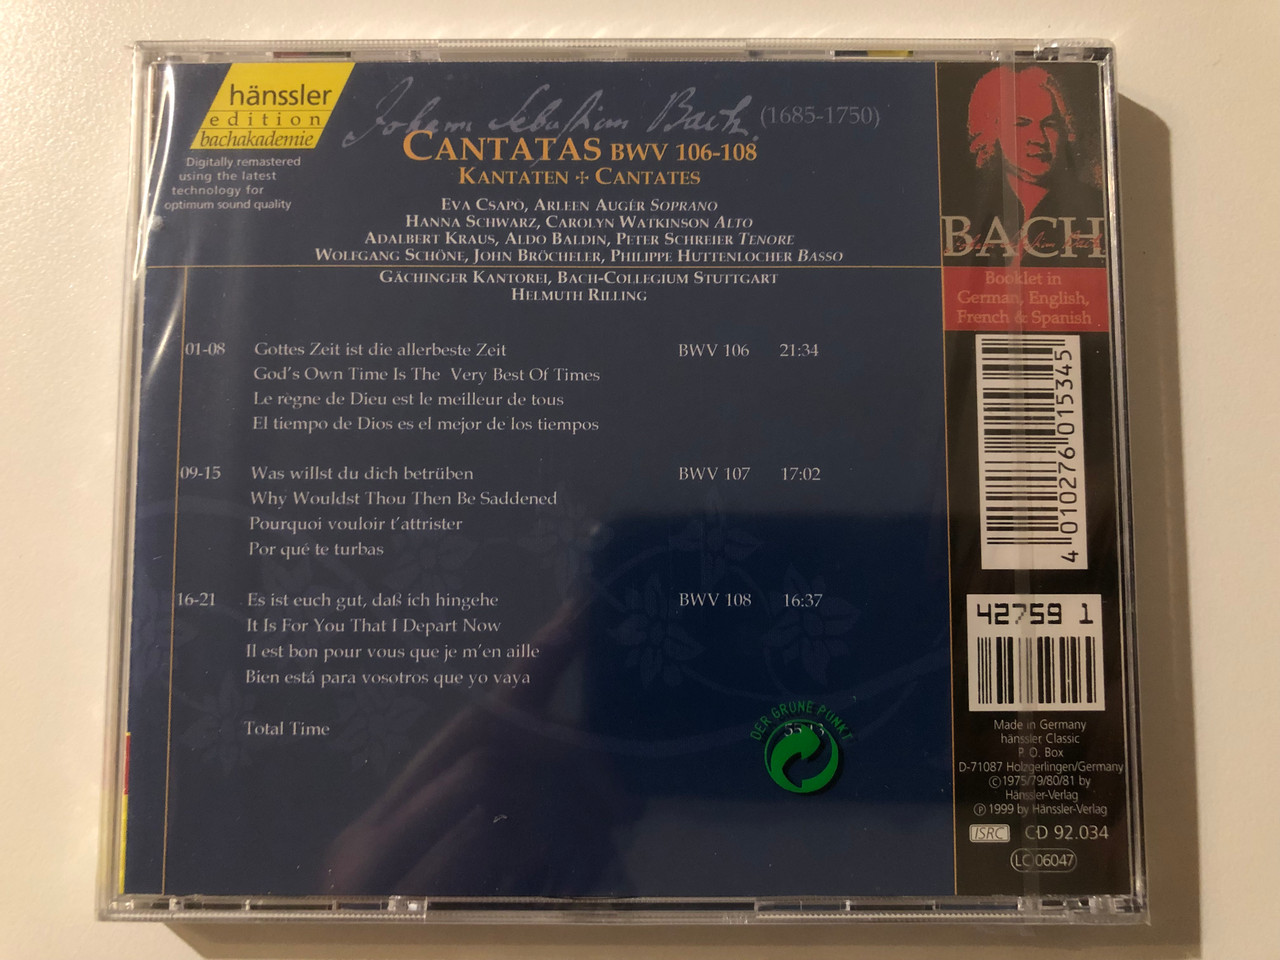 hänssler
edition
bachakademie
Digitally remastered
using the latest
technology for
optimum sound quality
Johann Sebastian Bach (1685-1750)
CANTATAS BWV 106-108
KANTATEN + CANTATES
EVA CSAPÒ, ARLEEN AUGÉR SOPRANO
HANNA SCHWARZ, CAROLYN WATKINSON ALTO
ADALBERT KRAUS, ALDO BALDIN, PETER SCHREIER TENORE
WOLFGANG SCHÖNE, JOHN BRÖCHELER, PHILIPPE HUTTENLOCHER BASSO
GÄCHINGER KANTOREI, BACH-COLLEGIUM STUTTGART
HELMUTH RILLING
01-08 Gottes Zeit ist die allerbeste Zeit BWV 106 21:34
God's Own Time Is The Very Best Of Times
Le règne de Dieu est le meilleur de tous
El tiempo de Dios es el mejor de los tiempos
09-15 Was willst du dich betrüben BWV 107 17:02
Why Wouldst Thou Then Be Saddened
Pourquoi vouloir t'attrister
Por qué te turbas
16-21 Es ist euch gut, daß ich hingehe BWV 108 16:37
It Is For You That I Depart Now
Il est bon pour vous que je m'en aille
Bien está para vosotros que yo vaya
Total Time
DER GRÜNE PUNKT
BACH
Johann Sebastian Bach
Booklet in
German, English,
French & Spanish
4 010276 015345
42759 1
Made in Germany
hänssler Classic
P.O. Box
D-71087 Holzgerlingen/Germany
©1975/79/80/81 by
Hänssler-Verlag
℗ 1999 by Hänssler-Verlag
ISRC CD 92.034
LC 06047